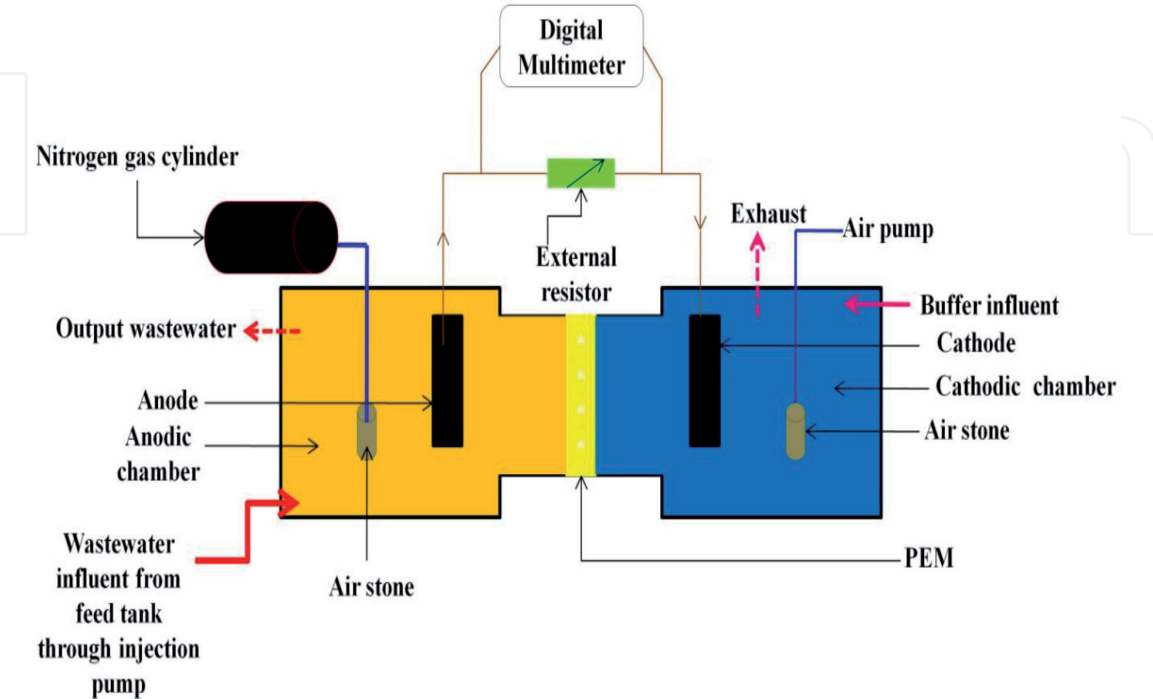 Digital
Multimeter
Nitrogen gas cylinder
Exhaust
Air pump
External
resistor
Output wastewater
Buffer influent
Cathode
Anode
Cathodic chamber
Anodic
chamber
Air stone
Wastewater
influent from
feed tank
through injection
pump
Air stone
PEM